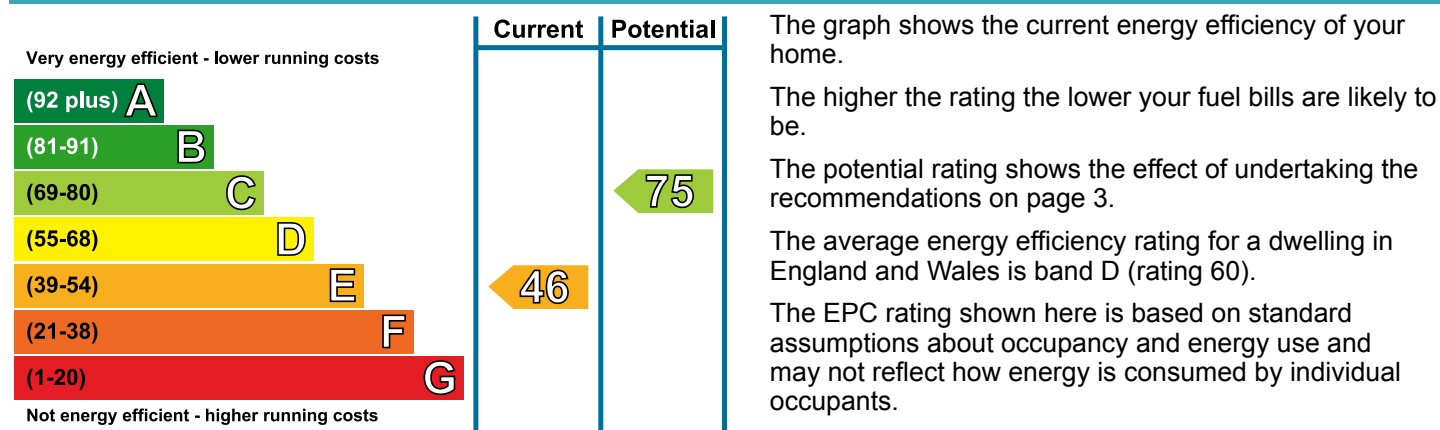 Current Potential
Very energy efficient - lower running costs
(92 plus) A
(81-91) B
(69-80) C
75
(55-68) D
(39-54) E
46
(21-38) F
(1-20) G
Not energy efficient - higher running costs
The graph shows the current energy efficiency of your
home.
The higher the rating the lower your fuel bills are likely to
be.
The potential rating shows the effect of undertaking the
recommendations on page 3.
The average energy efficiency rating for a dwelling in
England and Wales is band D (rating 60).
The EPC rating shown here is based on standard
assumptions about occupancy and energy use and
may not reflect how energy is consumed by individual
occupants.